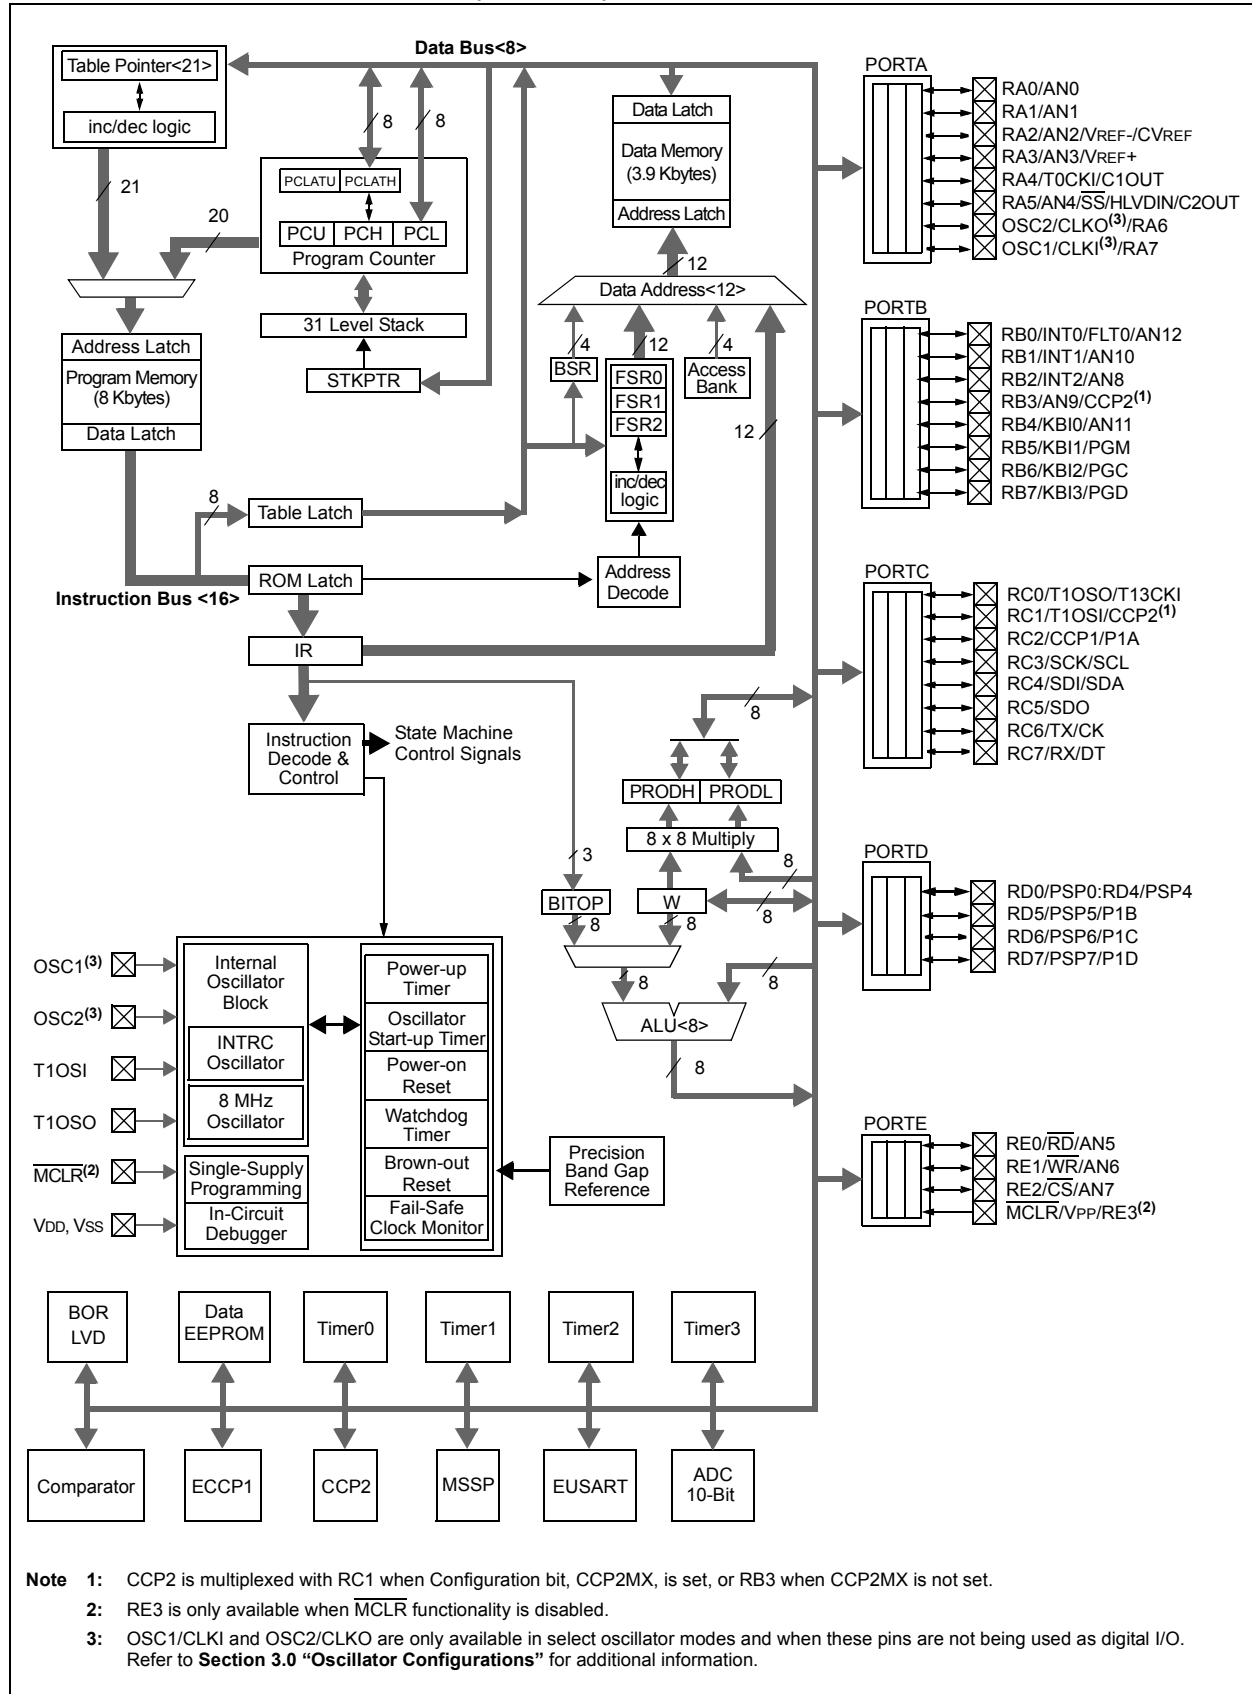 Data Bus<8>
Table Pointer<21>
inc/dec logic
21
20
8
8
PCLATU
PCLATH
PCU
PCH
PCL
Program Counter
31 Level Stack
STKPTR
Address Latch
Program Memory
(8 Kbytes)
Data Latch
8
Table Latch
ROM Latch
Instruction Bus <16>
IR
Data Latch
Data Memory
(3.9 Kbytes)
Address Latch
12
Data Address<12>
4
12
4
BSR
FSR0
FSR1
FSR2
inc/dec
logic
Access
Bank
12
Address
Decode
Instruction
Decode &
Control
State Machine
Control Signals
8
PRODH
PRODL
8 x 8 Multiply
3
8
BITOP
W
8
8
8
8
8
ALU<8>
8
OSC1(3)
OSC2(3)
T1OSI
T1OSO
MCLR(2)
VDD, VSS
Internal
Oscillator
Block
INTRC
Oscillator
8 MHz
Oscillator
Single-Supply
Programming
In-Circuit
Debugger
Power-up
Timer
Oscillator
Start-up Timer
Power-on
Reset
Watchdog
Timer
Brown-out
Reset
Fail-Safe
Clock Monitor
Precision
Band Gap
Reference
PORTA
RA0/AN0
RA1/AN1
RA2/AN2/VREF-/CVREF
RA3/AN3/VREF+
RA4/T0CKI/C1OUT
RA5/AN4/SS/HLVDIN/C2OUT
OSC2/CLKO(3)/RA6
OSC1/CLKI(3)/RA7
PORTB
RB0/INT0/FLT0/AN12
RB1/INT1/AN10
RB2/INT2/AN8
RB3/AN9/CCP2(1)
RB4/KBI0/AN11
RB5/KBI1/PGM
RB6/KBI2/PGC
RB7/KBI3/PGD
PORTC
RC0/T1OSO/T13CKI
RC1/T1OSI/CCP2(1)
RC2/CCP1/P1A
RC3/SCK/SCL
RC4/SDI/SDA
RC5/SDO
RC6/TX/CK
RC7/RX/DT
PORTD
RD0/PSP0:RD4/PSP4
RD5/PSP5/P1B
RD6/PSP6/P1C
RD7/PSP7/P1D
PORTE
RE0/RD/AN5
RE1/WR/AN6
RE2/CS/AN7
MCLR/VPP/RE3(2)
BOR
LVD
Data
EEPROM
Timer0
Timer1
Timer2
Timer3
Comparator
ECCP1
CCP2
MSSP
EUSART
ADC
10-Bit
Note 1: CCP2 is multiplexed with RC1 when Configuration bit, CCP2MX, is set, or RB3 when CCP2MX is not set.
2: RE3 is only available when MCLR functionality is disabled.
3: OSC1/CLKI and OSC2/CLKO are only available in select oscillator modes and when these pins are not being used as digital I/O.
Refer to Section 3.0 “Oscillator Configurations” for additional information.